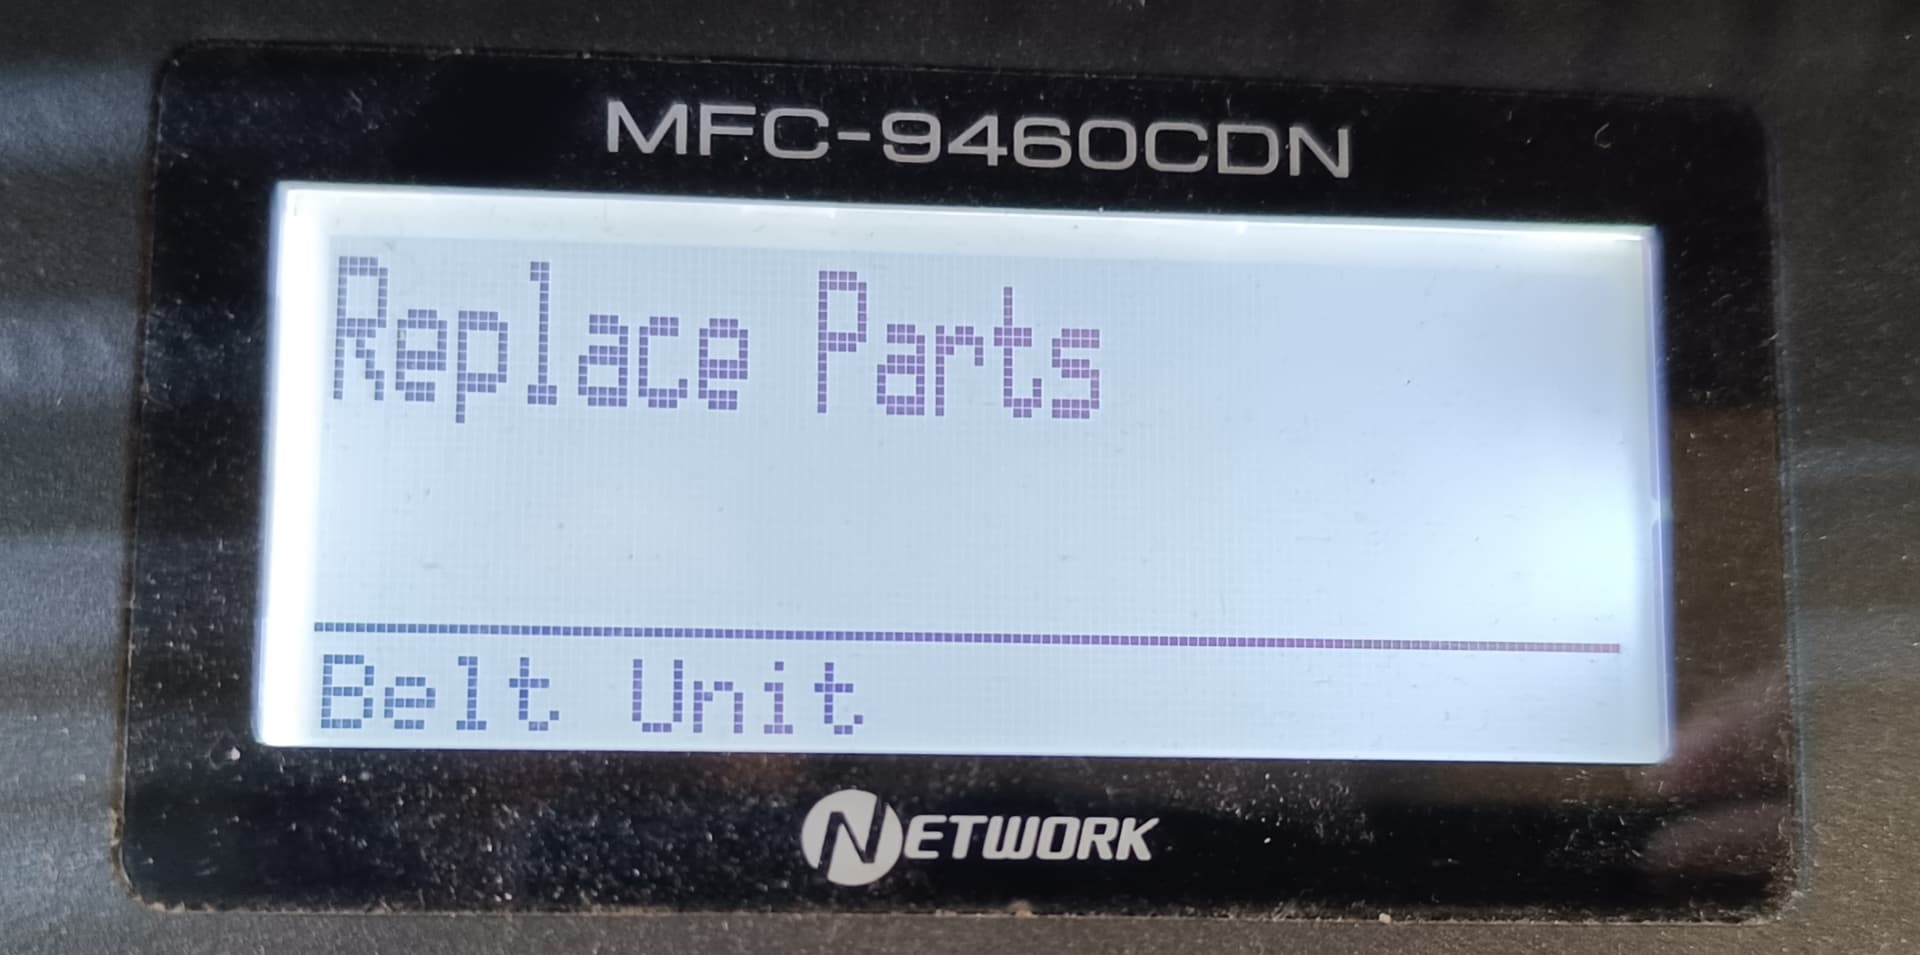 MFC-9460CDN
Replace Parts
Belt Unit
NETWORK